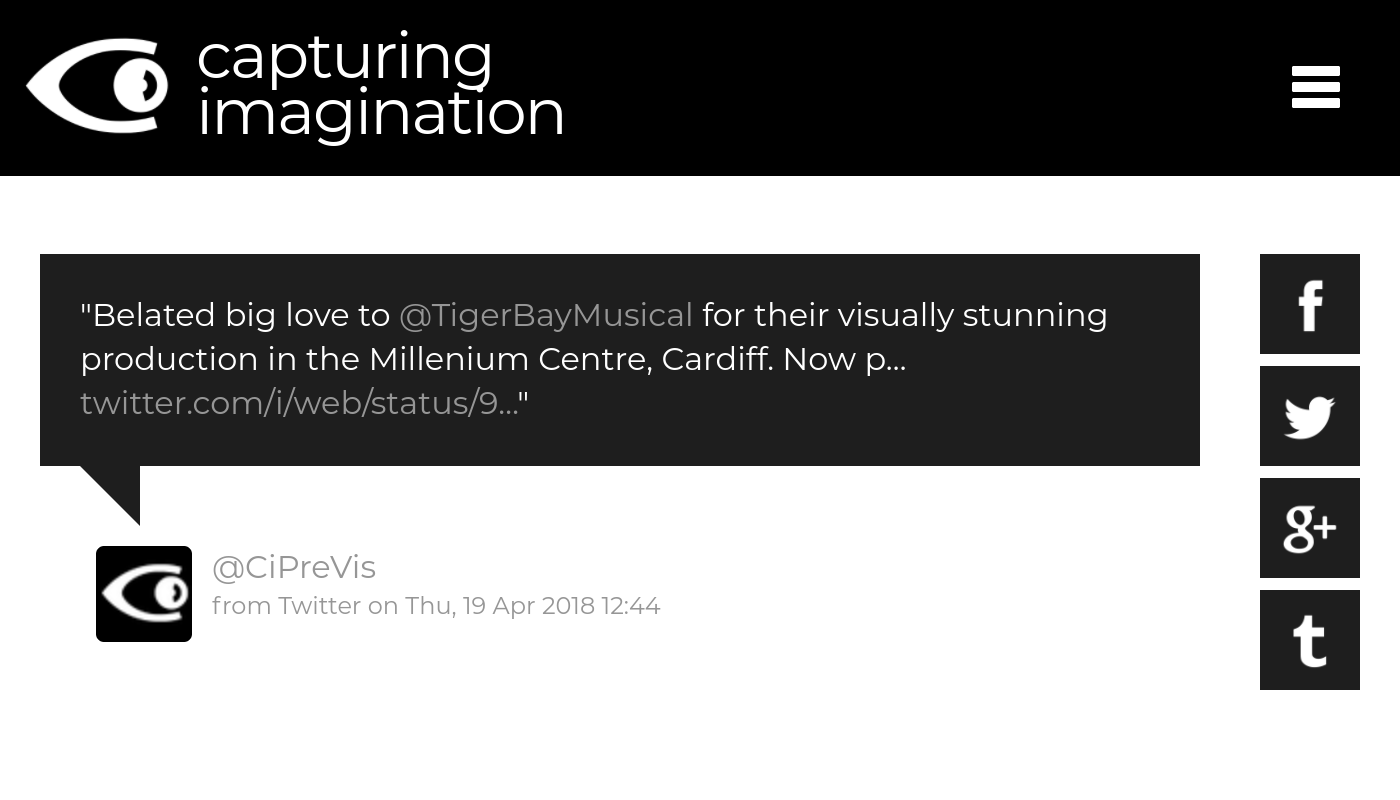 capturing
imagination
"Belated big love to @TigerBayMusical for their visually stunning
production in the Millenium Centre, Cardiff. Now p…
twitter.com/i/web/status/9…"
@CiPreVis
from Twitter on Thu, 19 Apr 2018 12:44
f
g+
t